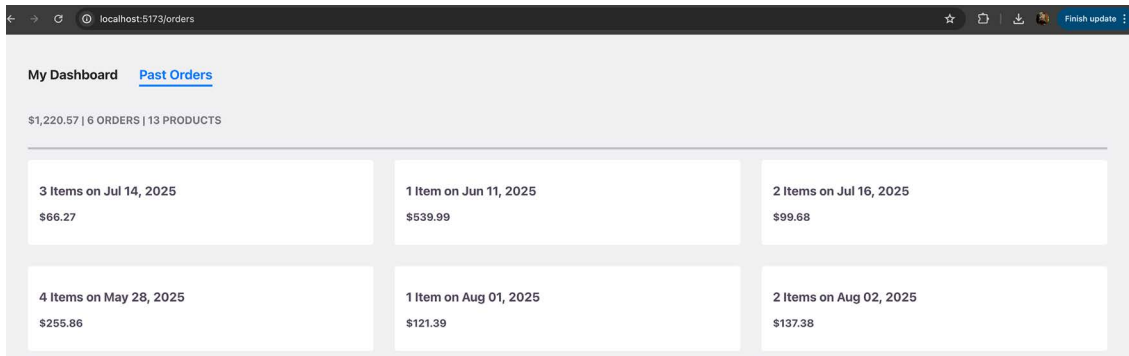 localhost:5173/orders
Finish update
My Dashboard Past Orders
$1,220.57 | 6 ORDERS | 13 PRODUCTS
3 Items on Jul 14, 2025
$66.27
1 Item on Jun 11, 2025
$539.99
2 Items on Jul 16, 2025
$99.68
4 Items on May 28, 2025
$255.86
1 Item on Aug 01, 2025
$121.39
2 Items on Aug 02, 2025
$137.38